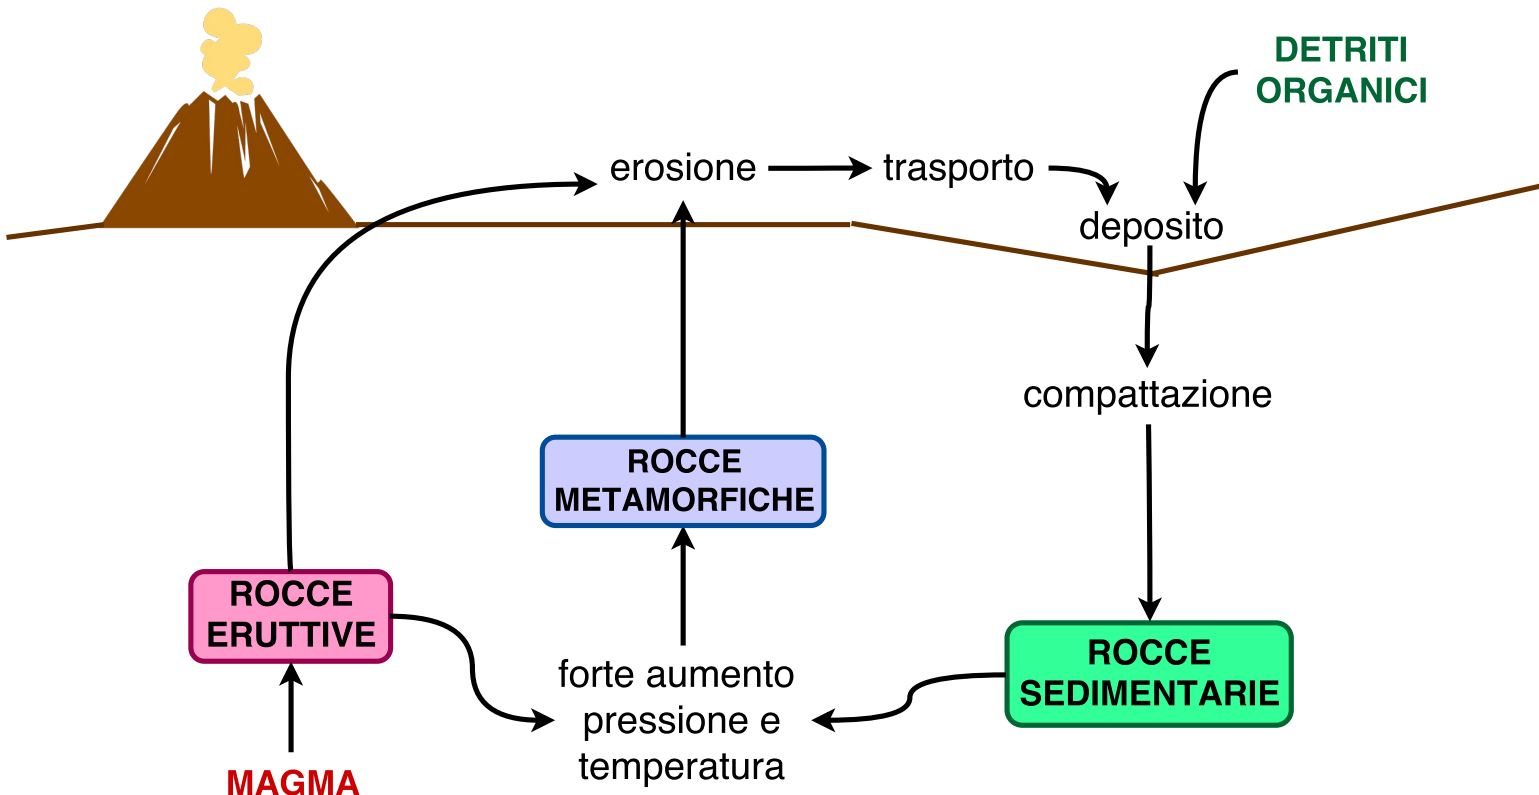 DETRITI
ORGANICI
erosione
trasporto
deposito
compattazione
ROCCE
METAMORFICHE
ROCCE
ERUTTIVE
ROCCE
SEDIMENTARIE
forte aumento
pressione e
temperatura
MAGMA